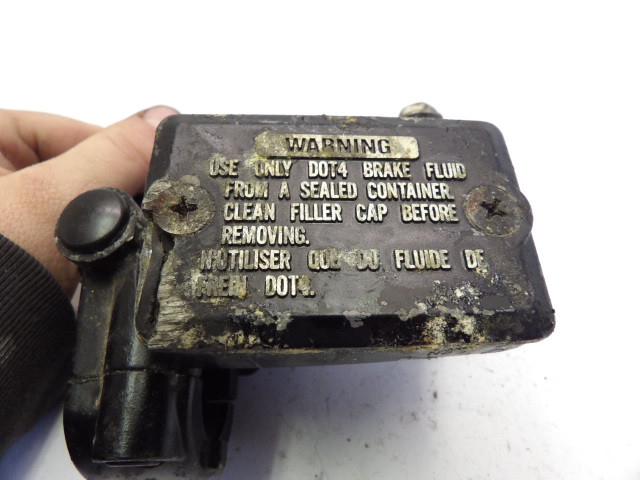 WARNING
USE ONLY DOT4 BRAKE FLUID
FROM A SEALED CONTAINER.
CLEAN FILLER CAP BEFORE
REMOVING.
N'UTILISER QUE DU FLUIDE DE
FREIN DOT4.